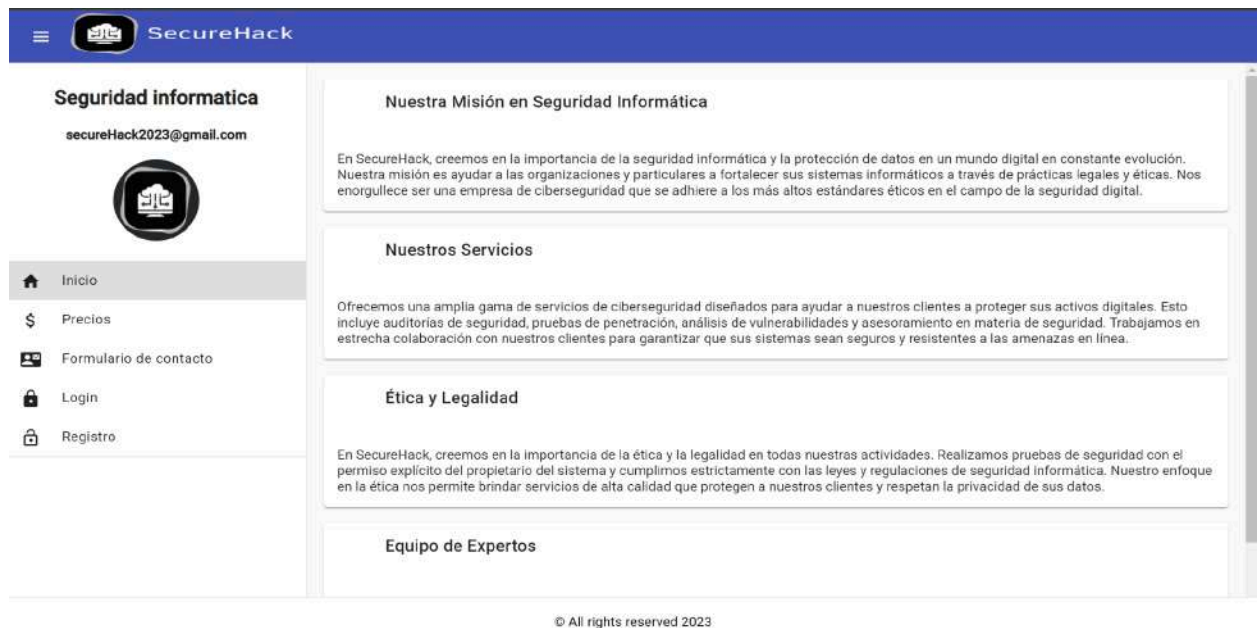 SecureHack
Seguridad informatica
secureHack2023@gmail.com
Inicio
Precios
Formulario de contacto
Login
Registro
Nuestra Misión en Seguridad Informática
En SecureHack, creemos en la importancia de la seguridad informática y la protección de datos en un mundo digital en constante evolución.
Nuestra misión es ayudar a las organizaciones y particulares a fortalecer sus sistemas informáticos a través de prácticas legales y éticas. Nos
enorgullece ser una empresa de ciberseguridad que se adhiere a los más altos estándares éticos en el campo de la seguridad digital.
Nuestros Servicios
Ofrecemos una amplia gama de servicios de ciberseguridad diseñados para ayudar a nuestros clientes a proteger sus activos digitales. Esto
incluye auditorías de seguridad, pruebas de penetración, análisis de vulnerabilidades y asesoramiento en materia de seguridad. Trabajamos en
estrecha colaboración con nuestros clientes para garantizar que sus sistemas sean seguros y resistentes a las amenazas en línea.
Ética y Legalidad
En SecureHack, creemos en la importancia de la ética y la legalidad en todas nuestras actividades. Realizamos pruebas de seguridad con el
permiso explícito del propietario del sistema y cumplimos estrictamente con las leyes y regulaciones de seguridad informática. Nuestro enfoque
en la ética nos permite brindar servicios de alta calidad que protegen a nuestros clientes y respetan la privacidad de sus datos.
Equipo de Expertos
© All rights reserved 2023